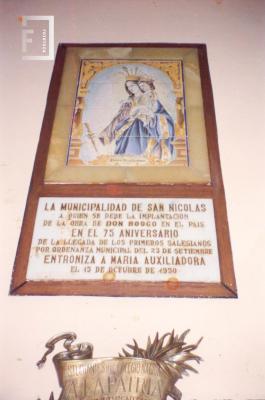 LA MUNICIPALIDAD DE SAN NICOLAS
A QUIEN SE DEBE LA IMPLANTACION
DE LA OBRA DE DON BOSCO EN EL PAIS
EN EL 75 ANIVERSARIO
DE LA LLEGADA DE LOS PRIMEROS SALESIANOS
POR ORDENANZA MUNICIPAL DEL 23 DE SETIEMBRE
ENTRONIZA A MARIA AUXILIADORA
EL 15 DE OCTUBRE DE 1950
A LA PATRIA